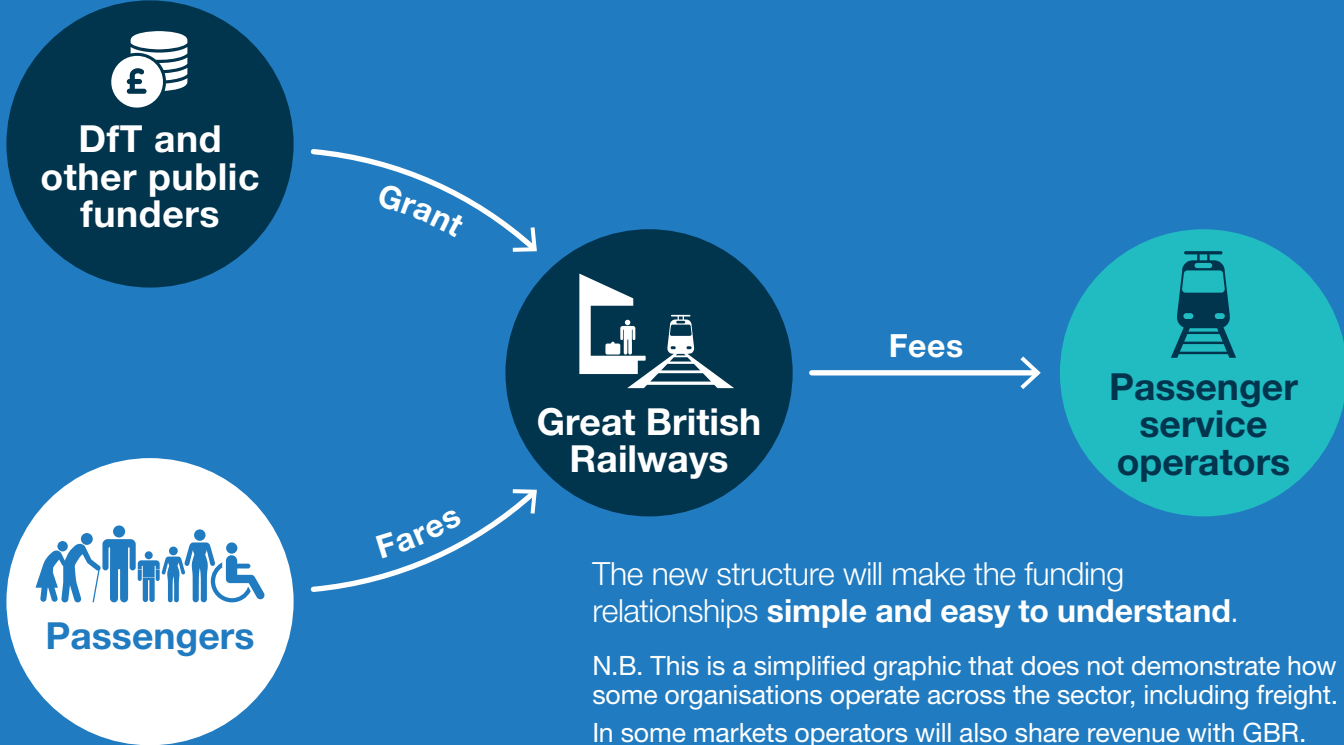 £
DfT and
other public
funders
Grant
Great British
Railways
Fees
Passenger
service
operators
Fares
Passengers
The new structure will make the funding
relationships simple and easy to understand.
N.B. This is a simplified graphic that does not demonstrate how
some organisations operate across the sector, including freight.
In some markets operators will also share revenue with GBR.